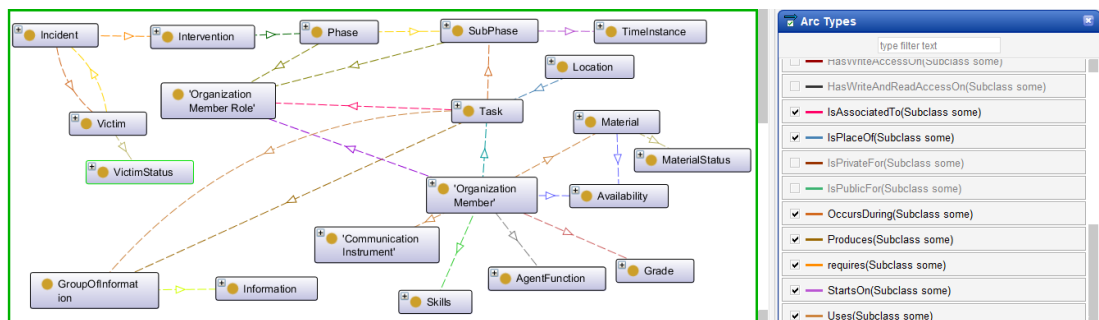 Incident
Intervention
Phase
SubPhase
TimeInstance
Location
'Organization
Member Role'
Task
Victim
Material
VictimStatus
MaterialStatus
'Organization
Member'
Availability
'Communication
Instrument'
GroupOfInformat
ion
Information
Skills
AgentFunction
Grade
Arc Types
type filter text
HasWriteAccessOn(Subclass some)
HasWriteAndReadAccessOn(Subclass some)
IsAssociatedTo(Subclass some)
IsPlaceOf(Subclass some)
IsPrivateFor(Subclass some)
IsPublicFor(Subclass some)
OccursDuring(Subclass some)
Produces(Subclass some)
requires(Subclass some)
StartsOn(Subclass some)
Uses(Subclass some)